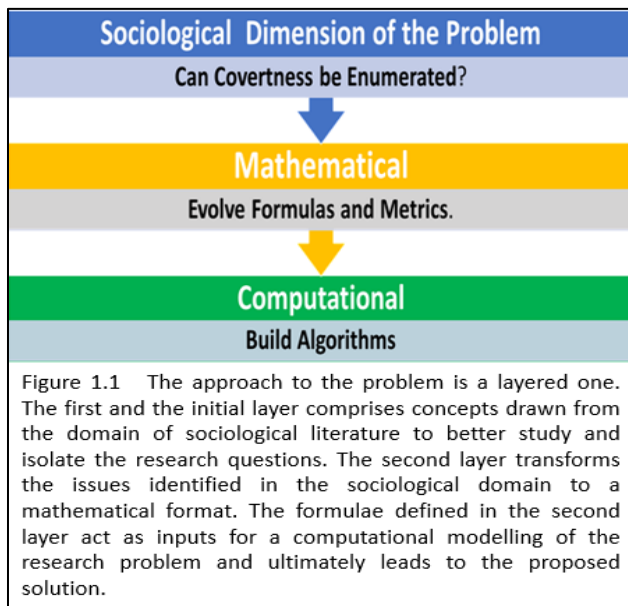 Sociological Dimension of the Problem
Can Covertness be Enumerated?
Mathematical
Evolve Formulas and Metrics.
Computational
Build Algorithms
Figure 1.1 The approach to the problem is a layered one.
The first and the initial layer comprises concepts drawn from
the domain of sociological literature to better study and
isolate the research questions. The second layer transforms
the issues identified in the sociological domain to a
mathematical format. The formulae defined in the second
layer act as inputs for a computational modelling of the
research problem and ultimately leads to the proposed
solution.